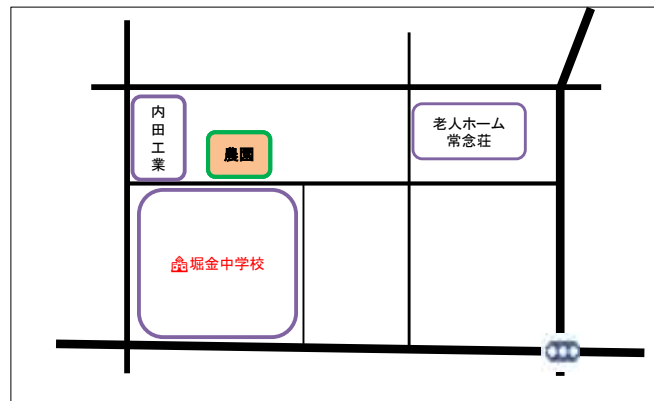 内田工業
農園
老人ホーム
常念荘
堀金中学校